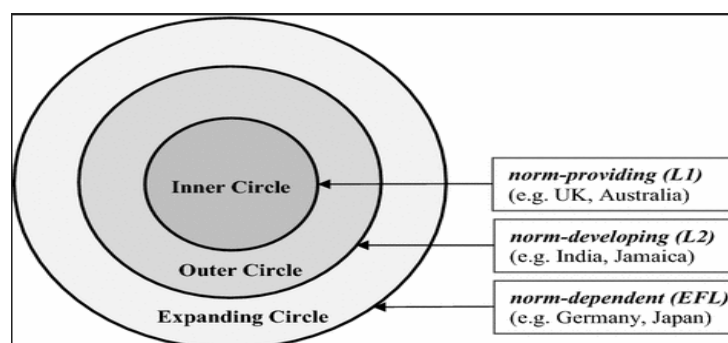 Inner Circle
Outer Circle
Expanding Circle
norm-providing (L1)
(e.g. UK, Australia)
norm-developing (L2)
(e.g. India, Jamaica)
norm-dependent (EFL)
(e.g. Germany, Japan)